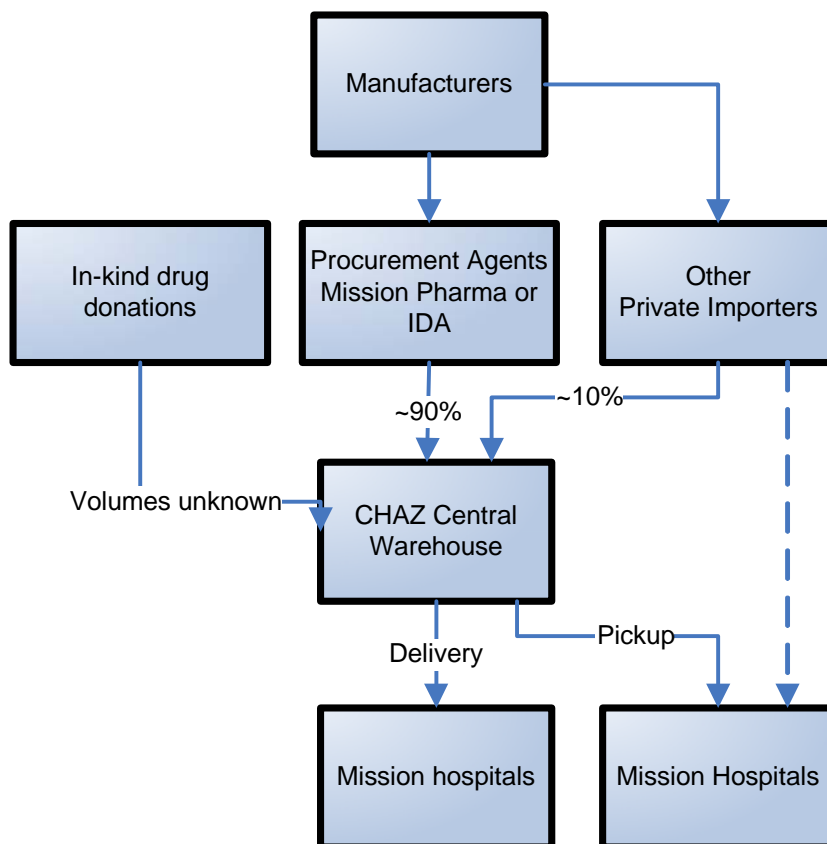 Manufacturers
In-kind drug
donations
Procurement Agents
Mission Pharma or
IDA
Other
Private Importers
~90%
~10%
Volumes unknown
CHAZ Central
Warehouse
Delivery
Pickup
Mission hospitals
Mission Hospitals